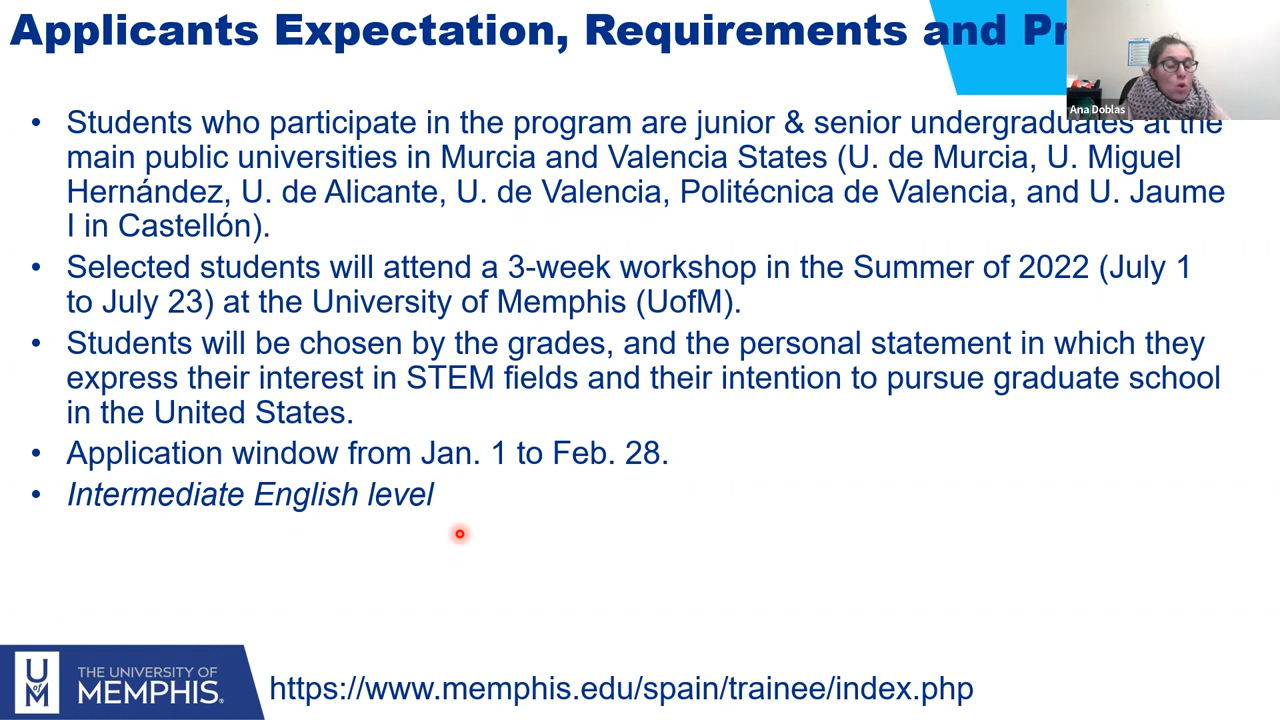 Applicants Expectation, Requirements and Pr
Ana Doblas
• Students who participate in the program are junior & senior undergraduates at the
main public universities in Murcia and Valencia States (U. de Murcia, U. Miguel
Hernández, U. de Alicante, U. de Valencia, Politécnica de Valencia, and U. Jaume
I in Castellón).
• Selected students will attend a 3-week workshop in the Summer of 2022 (July 1
to July 23) at the University of Memphis (UofM).
• Students will be chosen by the grades, and the personal statement in which they
express their interest in STEM fields and their intention to pursue graduate school
in the United States.
• Application window from Jan. 1 to Feb. 28.
• Intermediate English level
U
of
M
THE UNIVERSITY OF
MEMPHIS.
https://www.memphis.edu/spain/trainee/index.php